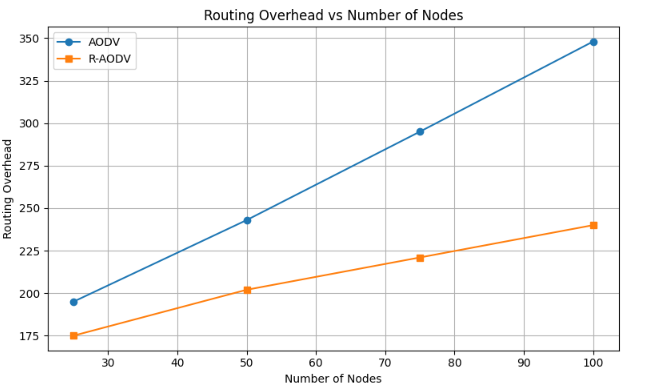 Routing Overhead vs Number of Nodes
AODV
R-AODV
Routing Overhead
350
325
300
275
250
225
200
175
30 40 50 60 70 80 90 100
Number of Nodes